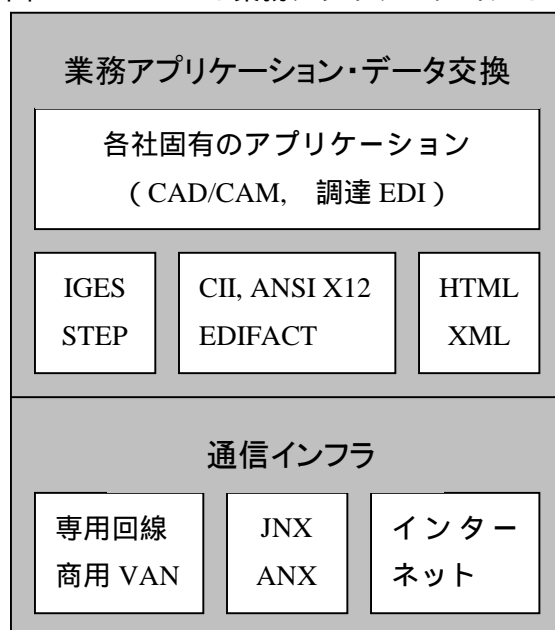 業務アプリケーション・データ交換
各社固有のアプリケーション
(CAD/CAM, 調達 EDI)
IGES
STEP
CII, ANSI X12
EDIFACT
HTML
XML
通信インフラ
専用回線
商用 VAN
JNX
ANX
インター
ネット